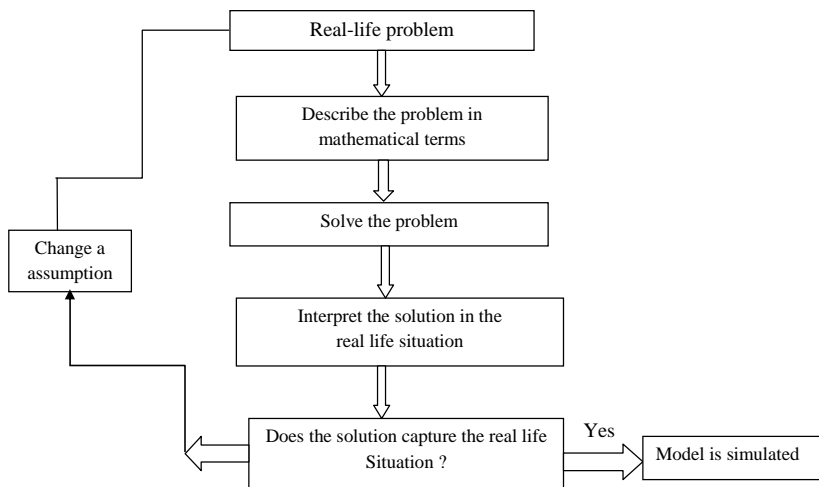 Real-life problem
Describe the problem in
mathematical terms
Solve the problem
Change a
assumption
Interpret the solution in the
real life situation
Does the solution capture the real life
Situation ?
Yes
Model is simulated